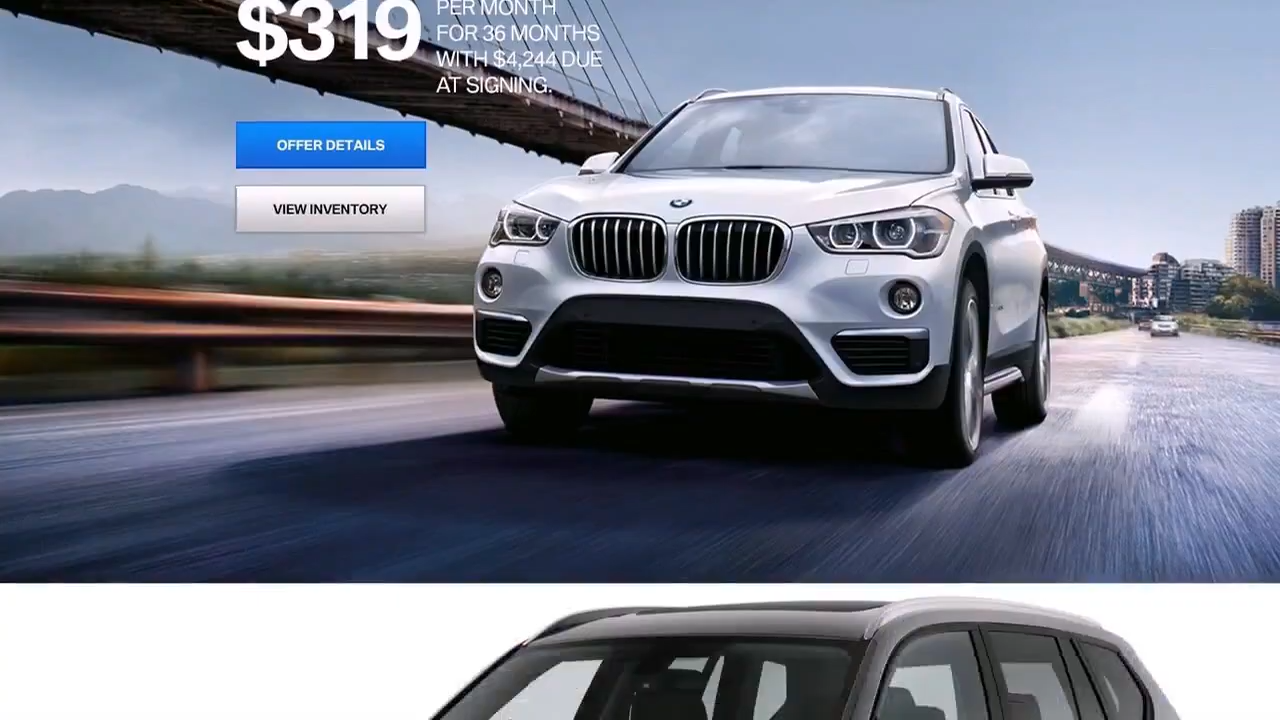 $319
PER MONTH
FOR 36 MONTHS
WITH $4,244 DUE
AT SIGNING.
OFFER DETAILS
VIEW INVENTORY